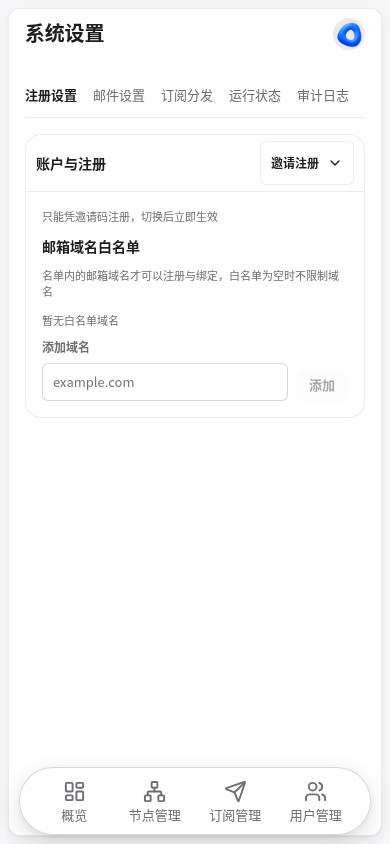 系统设置
注册设置 邮件设置 订阅分发 运行状态 审计日志
账户与注册 邀请注册
只能凭邀请码注册，切换后立即生效
邮箱域名白名单
名单内的邮箱域名才可以注册与绑定，白名单为空时不限制域
名
暂无白名单域名
添加域名
example.com 添加
概览 节点管理 订阅管理 用户管理